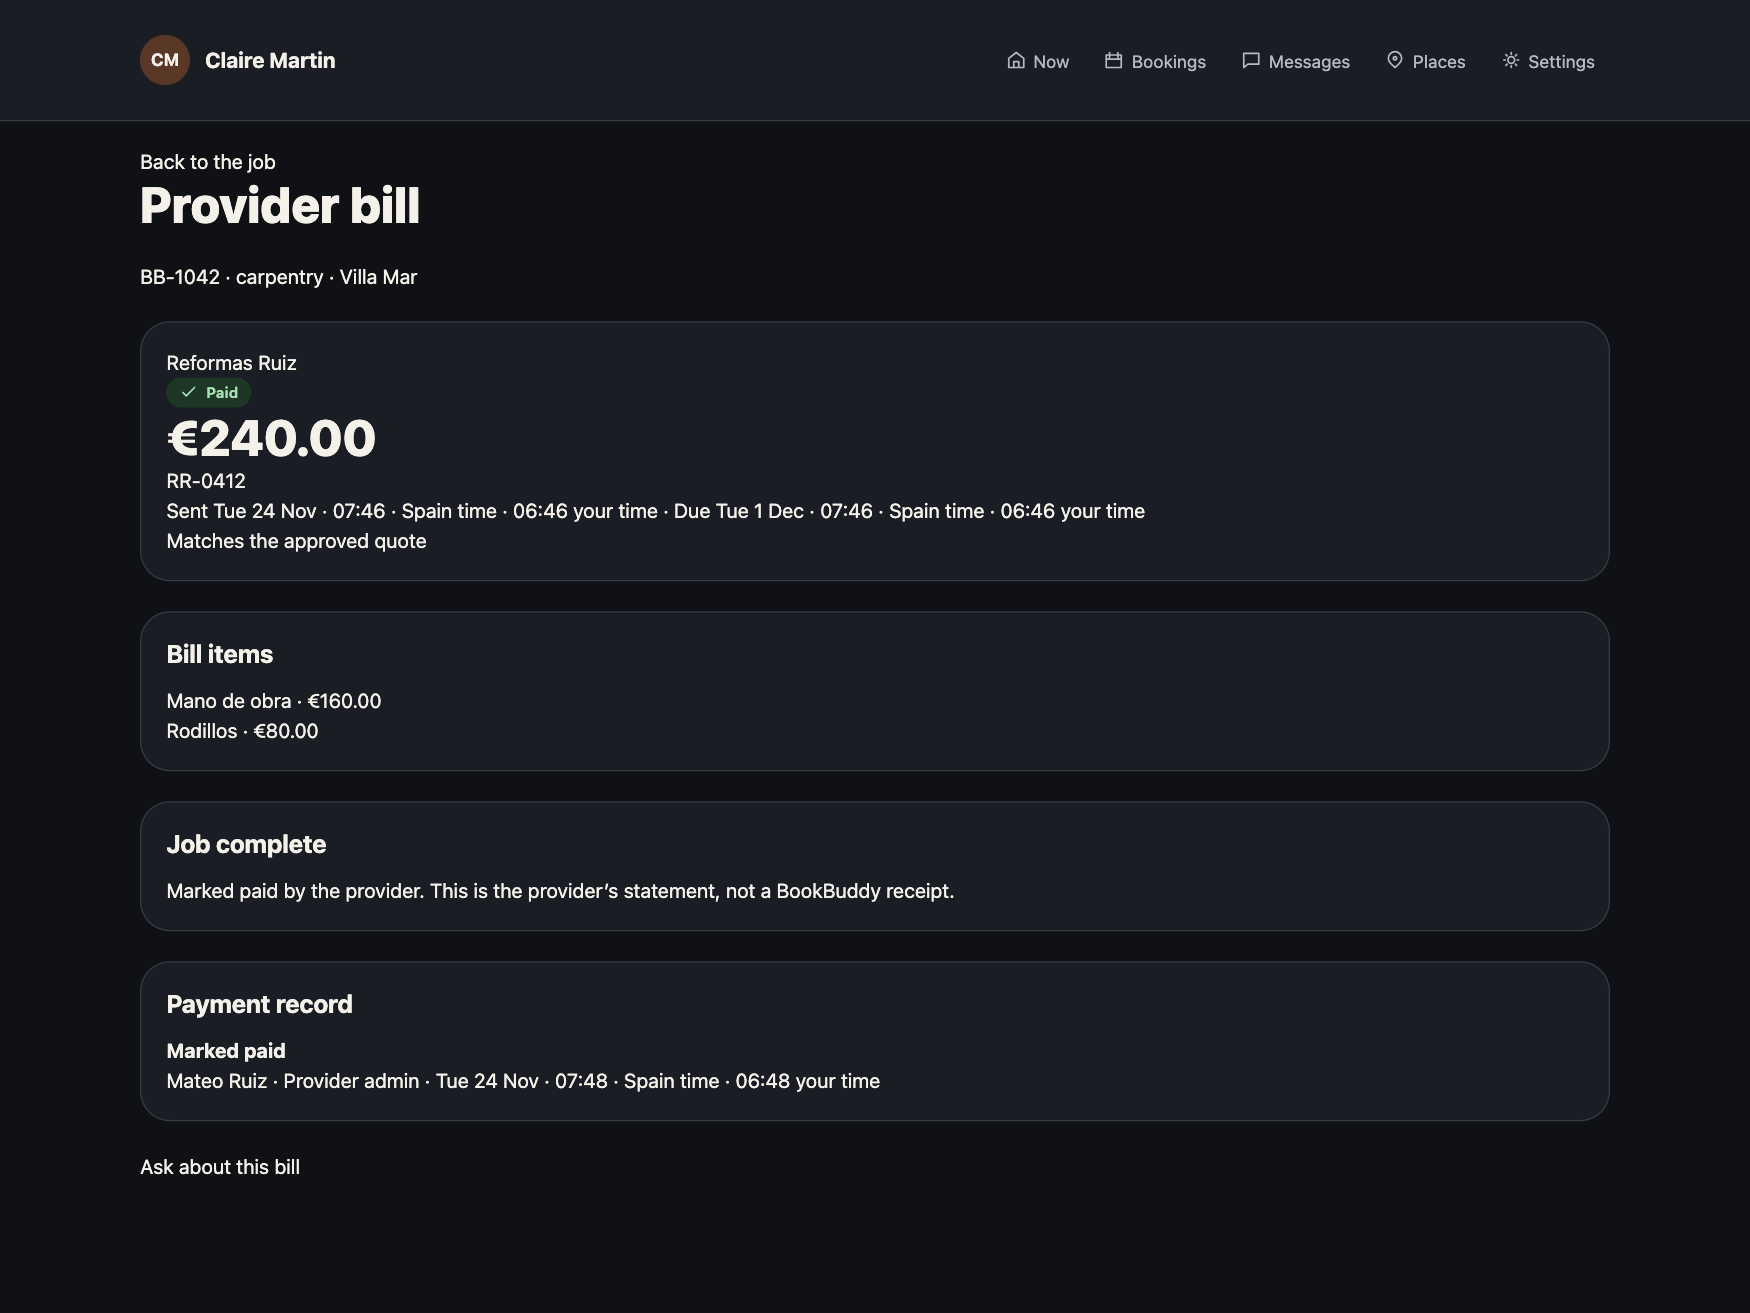 CM
Claire Martin
Now
Bookings
Messages
Places
Settings
Back to the job
Provider bill
BB-1042 · carpentry · Villa Mar
Reformas Ruiz
Paid
€240.00
RR-0412
Sent Tue 24 Nov · 07:46 · Spain time · 06:46 your time · Due Tue 1 Dec · 07:46 · Spain time · 06:46 your time
Matches the approved quote
Bill items
Mano de obra · €160.00
Rodillos · €80.00
Job complete
Marked paid by the provider. This is the provider’s statement, not a BookBuddy receipt.
Payment record
Marked paid
Mateo Ruiz · Provider admin · Tue 24 Nov · 07:48 · Spain time · 06:48 your time
Ask about this bill